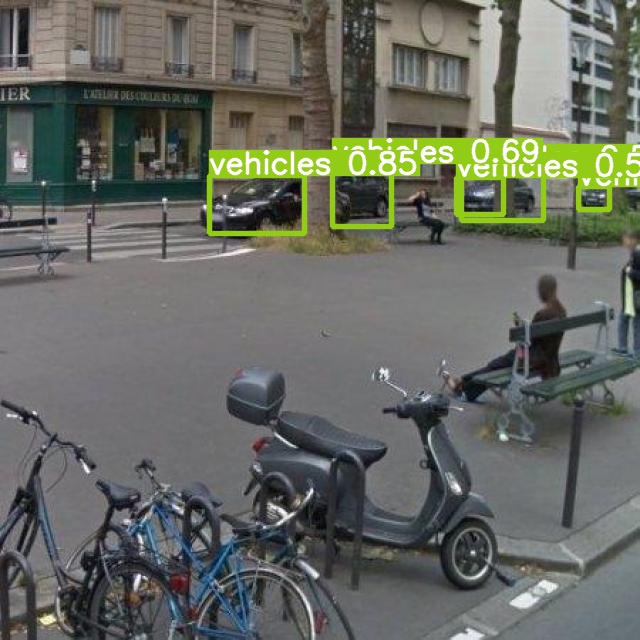 IER
L'ATELIER DES COULEURS DU QUAI
vehicles 0.85
vehicles 0.69
vehicles 0.5